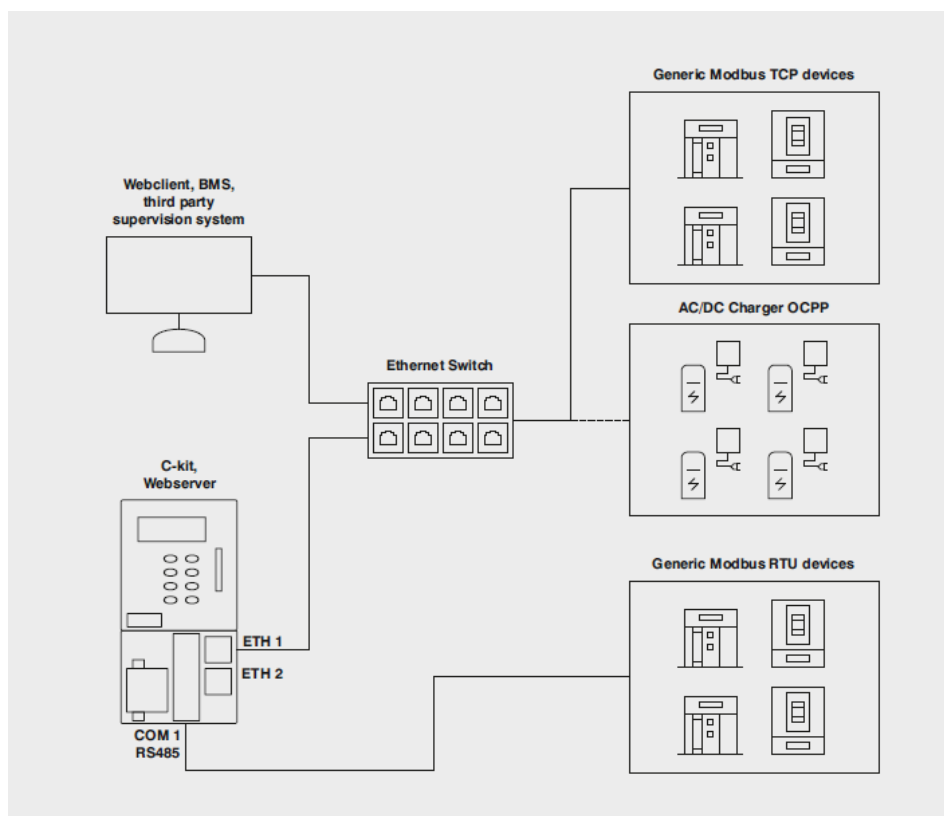 Generic Modbus TCP devices
Webclient, BMS,
third party
supervision system
AC/DC Charger OCPP
Ethernet Switch
C-kit,
Webserver
Generic Modbus RTU devices
ETH 1
ETH 2
COM 1
RS485